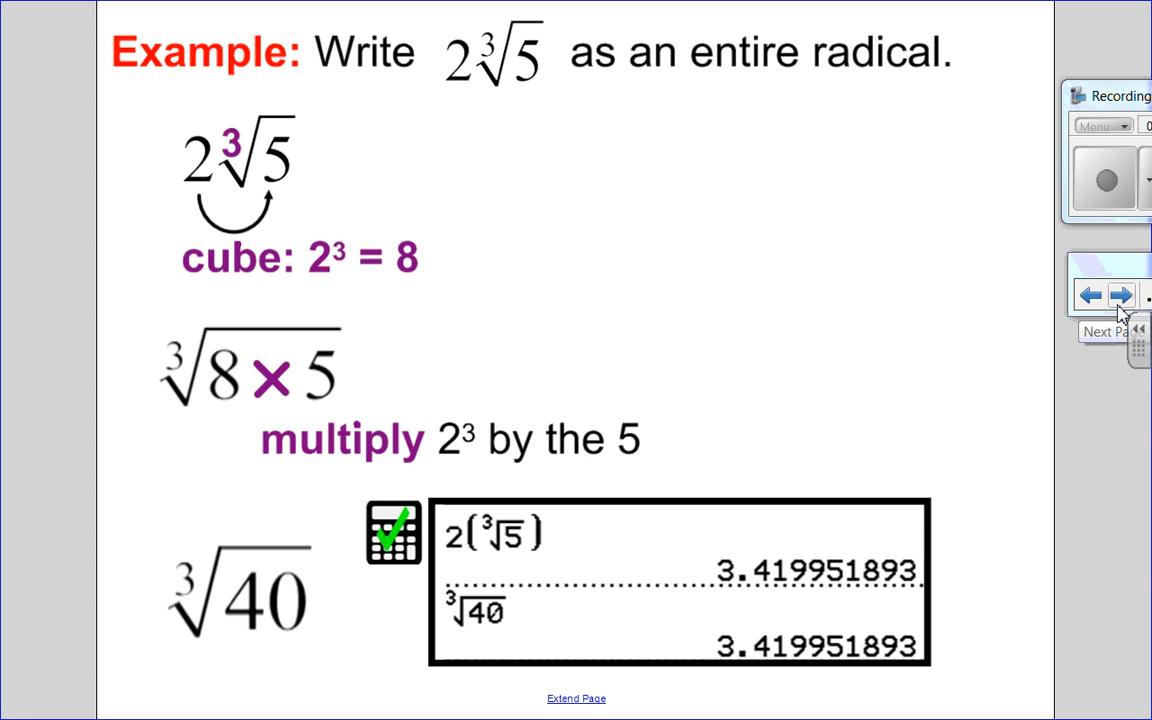 Example: Write 2∛5 as an entire radical.
2∛5
cube: 2³ = 8
∛8 × 5
multiply 2³ by the 5
∛40
2(∛5)
3.419951893
∛40
3.419951893
Extend Page
Recording
Menu
0
Next Pa